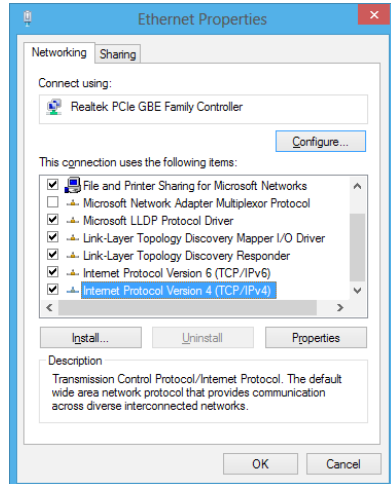 Ethernet Properties
Networking
Sharing
Connect using:
Realtek PCIe GBE Family Controller
Configure...
This connection uses the following items:
File and Printer Sharing for Microsoft Networks
Microsoft Network Adapter Multiplexor Protocol
Microsoft LLDP Protocol Driver
Link-Layer Topology Discovery Mapper I/O Driver
Link-Layer Topology Discovery Responder
Internet Protocol Version 6 (TCP/IPv6)
Internet Protocol Version 4 (TCP/IPv4)
Install...
Uninstall
Properties
Description
Transmission Control Protocol/Internet Protocol. The default
wide area network protocol that provides communication
across diverse interconnected networks.
OK
Cancel